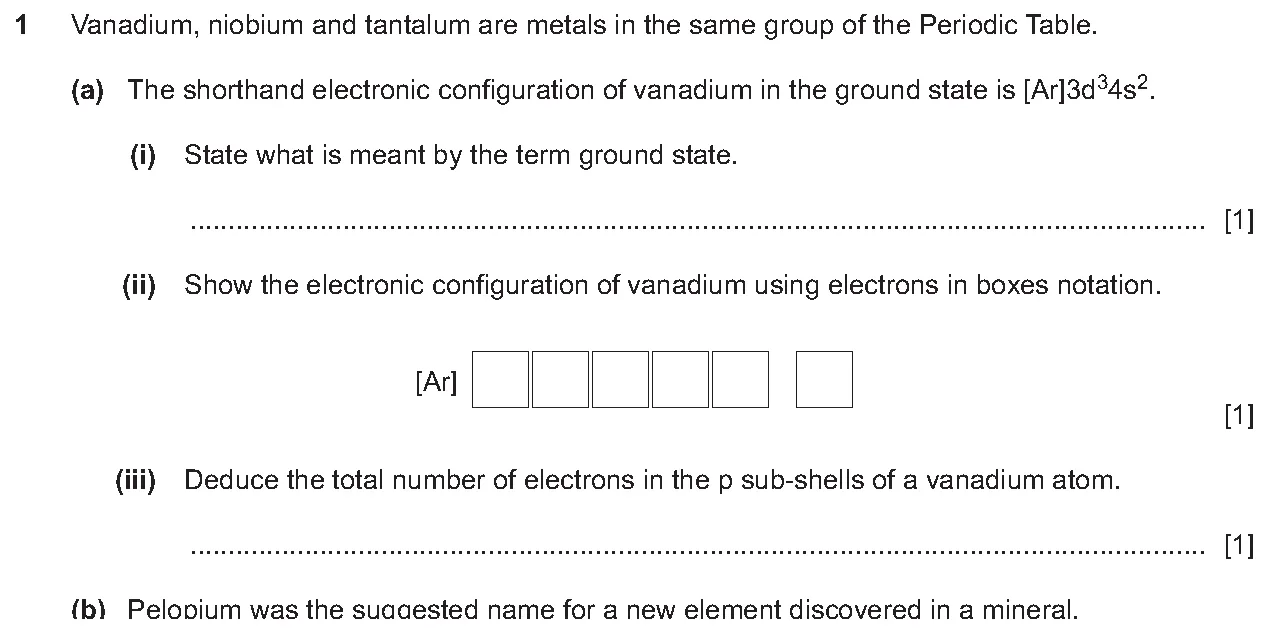 1 Vanadium, niobium and tantalum are metals in the same group of the Periodic Table.
(a) The shorthand electronic configuration of vanadium in the ground state is [Ar]3d³4s².
(i) State what is meant by the term ground state.
.................................................................................................................................. [1]
(ii) Show the electronic configuration of vanadium using electrons in boxes notation.
[Ar]
[1]
(iii) Deduce the total number of electrons in the p sub-shells of a vanadium atom.
.................................................................................................................................. [1]
(b) Pelopium was the suggested name for a new element discovered in a mineral.